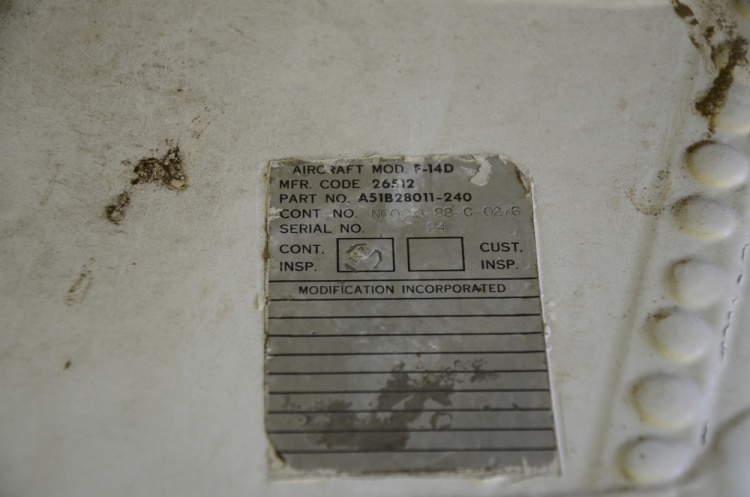 AIRCRAFT MOD. F-14D
MFR. CODE 26512
PART NO. A51B28011-240
CONT NO.
SERIAL NO.
CONT. CUST.
INSP. INSP.
MODIFICATION INCORPORATED